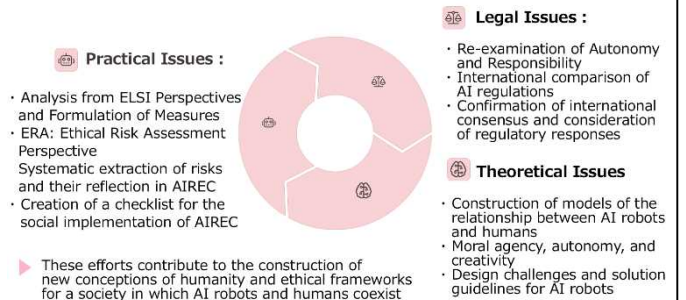 Practical Issues :
· Analysis from ELSI Perspectives
and Formulation of Measures
· ERA: Ethical Risk Assessment
Perspective
Systematic extraction of risks
and their reflection in AIREC
· Creation of a checklist for the
social implementation of AIREC
Legal Issues :
· Re-examination of Autonomy
and Responsibility
· International comparison of
AI regulations
· Confirmation of international
consensus and consideration
of regulatory responses
Theoretical Issues
· Construction of models of the
relationship between AI robots
and humans
· Moral agency, autonomy, and
creativity
· Design challenges and solution
guidelines for AI robots
These efforts contribute to the construction of
new conceptions of humanity and ethical frameworks
for a society in which AI robots and humans coexist